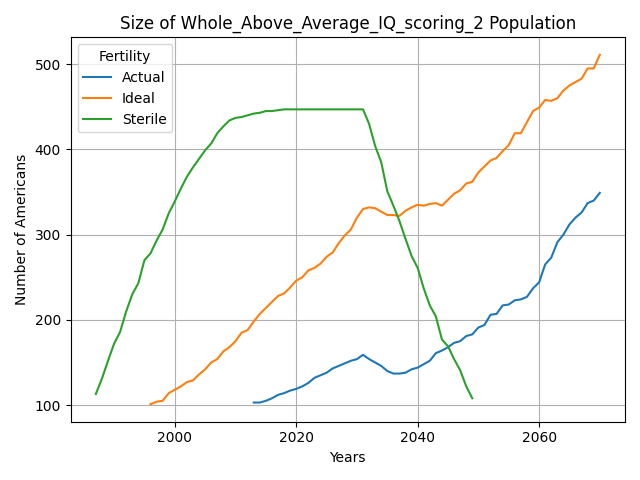 Size of Whole_Above_Average_IQ_scoring_2 Population
Fertility
Actual
Ideal
Sterile
Number of Americans
500
400
300
200
100
2000
2020
2040
2060
Years